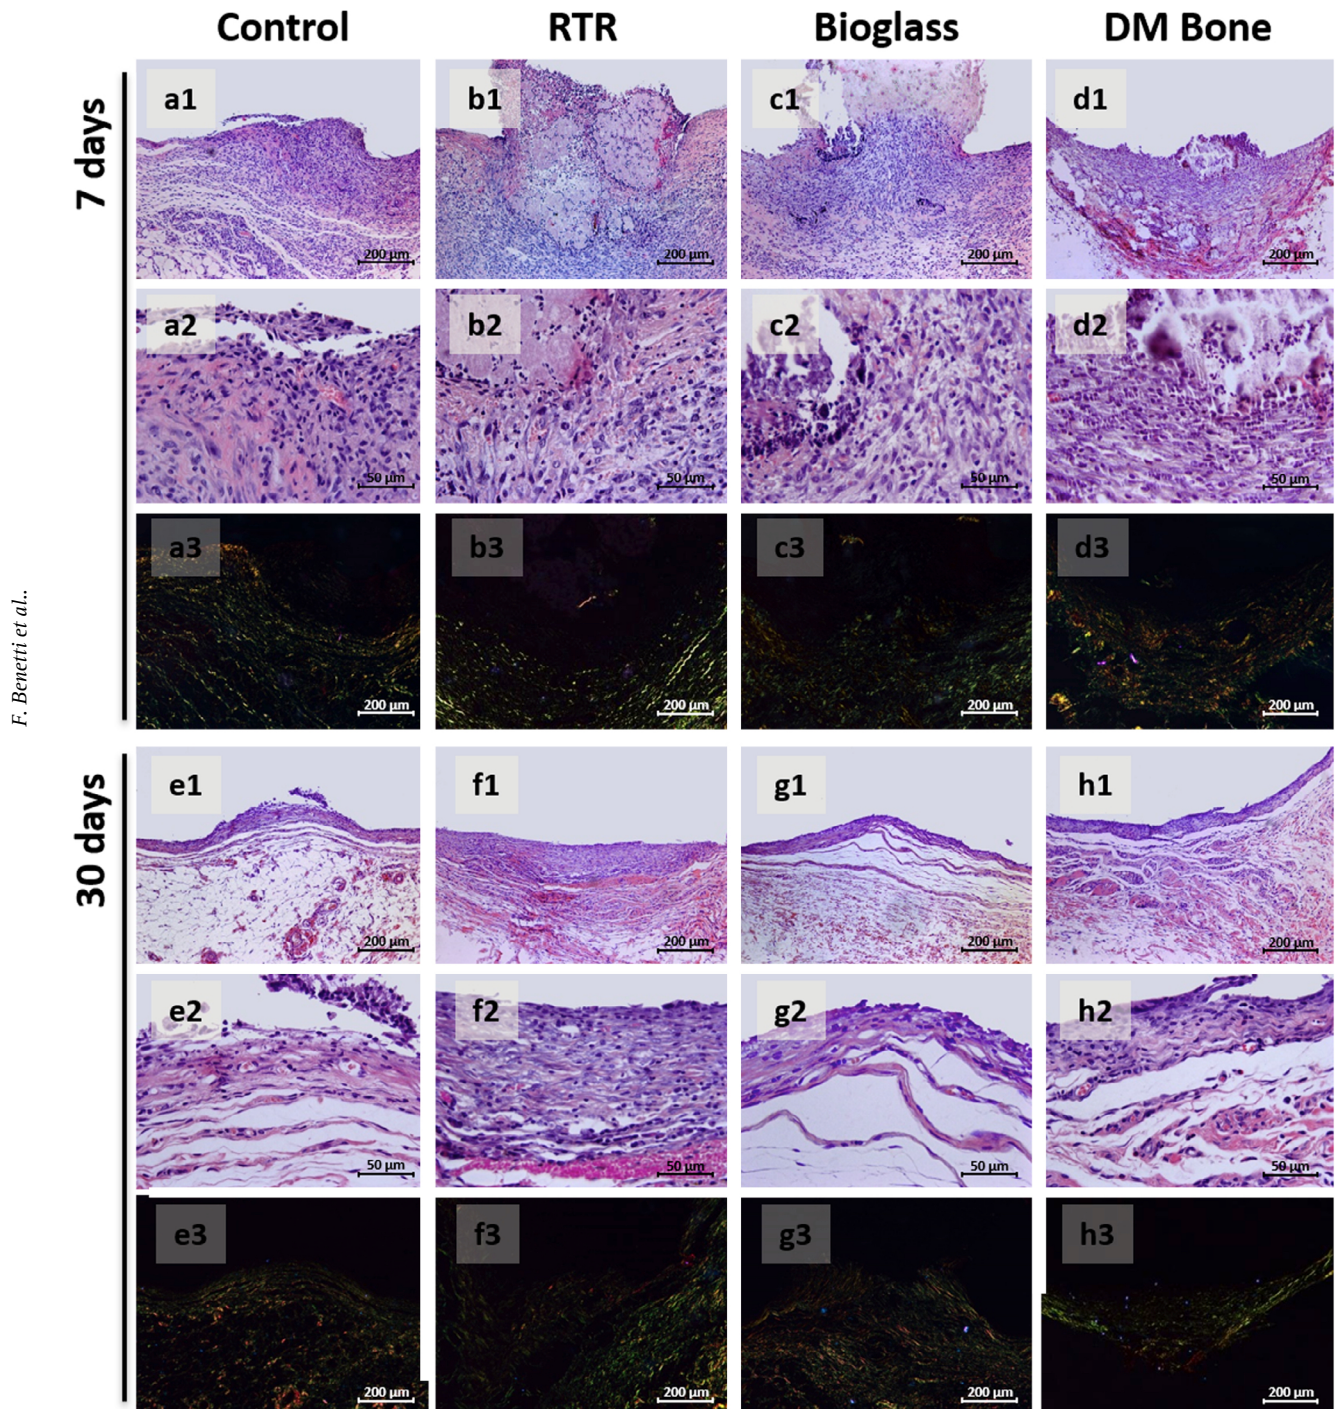 Control RTR Bioglass DM Bone
7 days
a1 b1 c1 d1
200 µm 200 µm 200 µm 200 µm
a2 b2 c2 d2
50 µm 50 µm 50 µm 50 µm
a3 b3 c3 d3
200 µm 200 µm 200 µm 200 µm
F. Benetti et al..
30 days
e1 f1 g1 h1
200 µm 200 µm 200 µm 200 µm
e2 f2 g2 h2
50 µm 50 µm 50 µm 50 µm
e3 f3 g3 h3
200 µm 200 µm 200 µm 200 µm